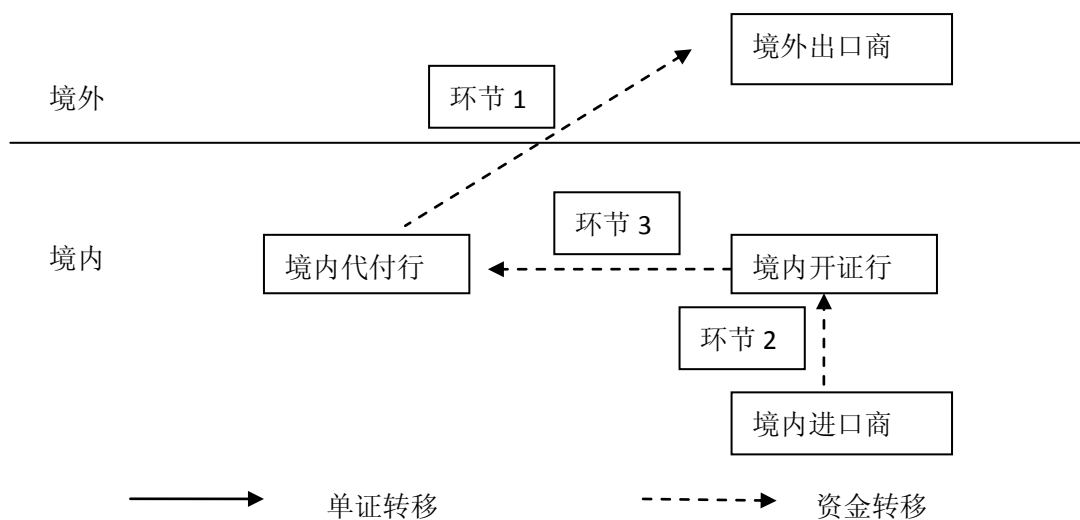 境外出口商
环节 1
境外
环节 3
境内
境内代付行
境内开证行
环节 2
境内进口商
单证转移
资金转移